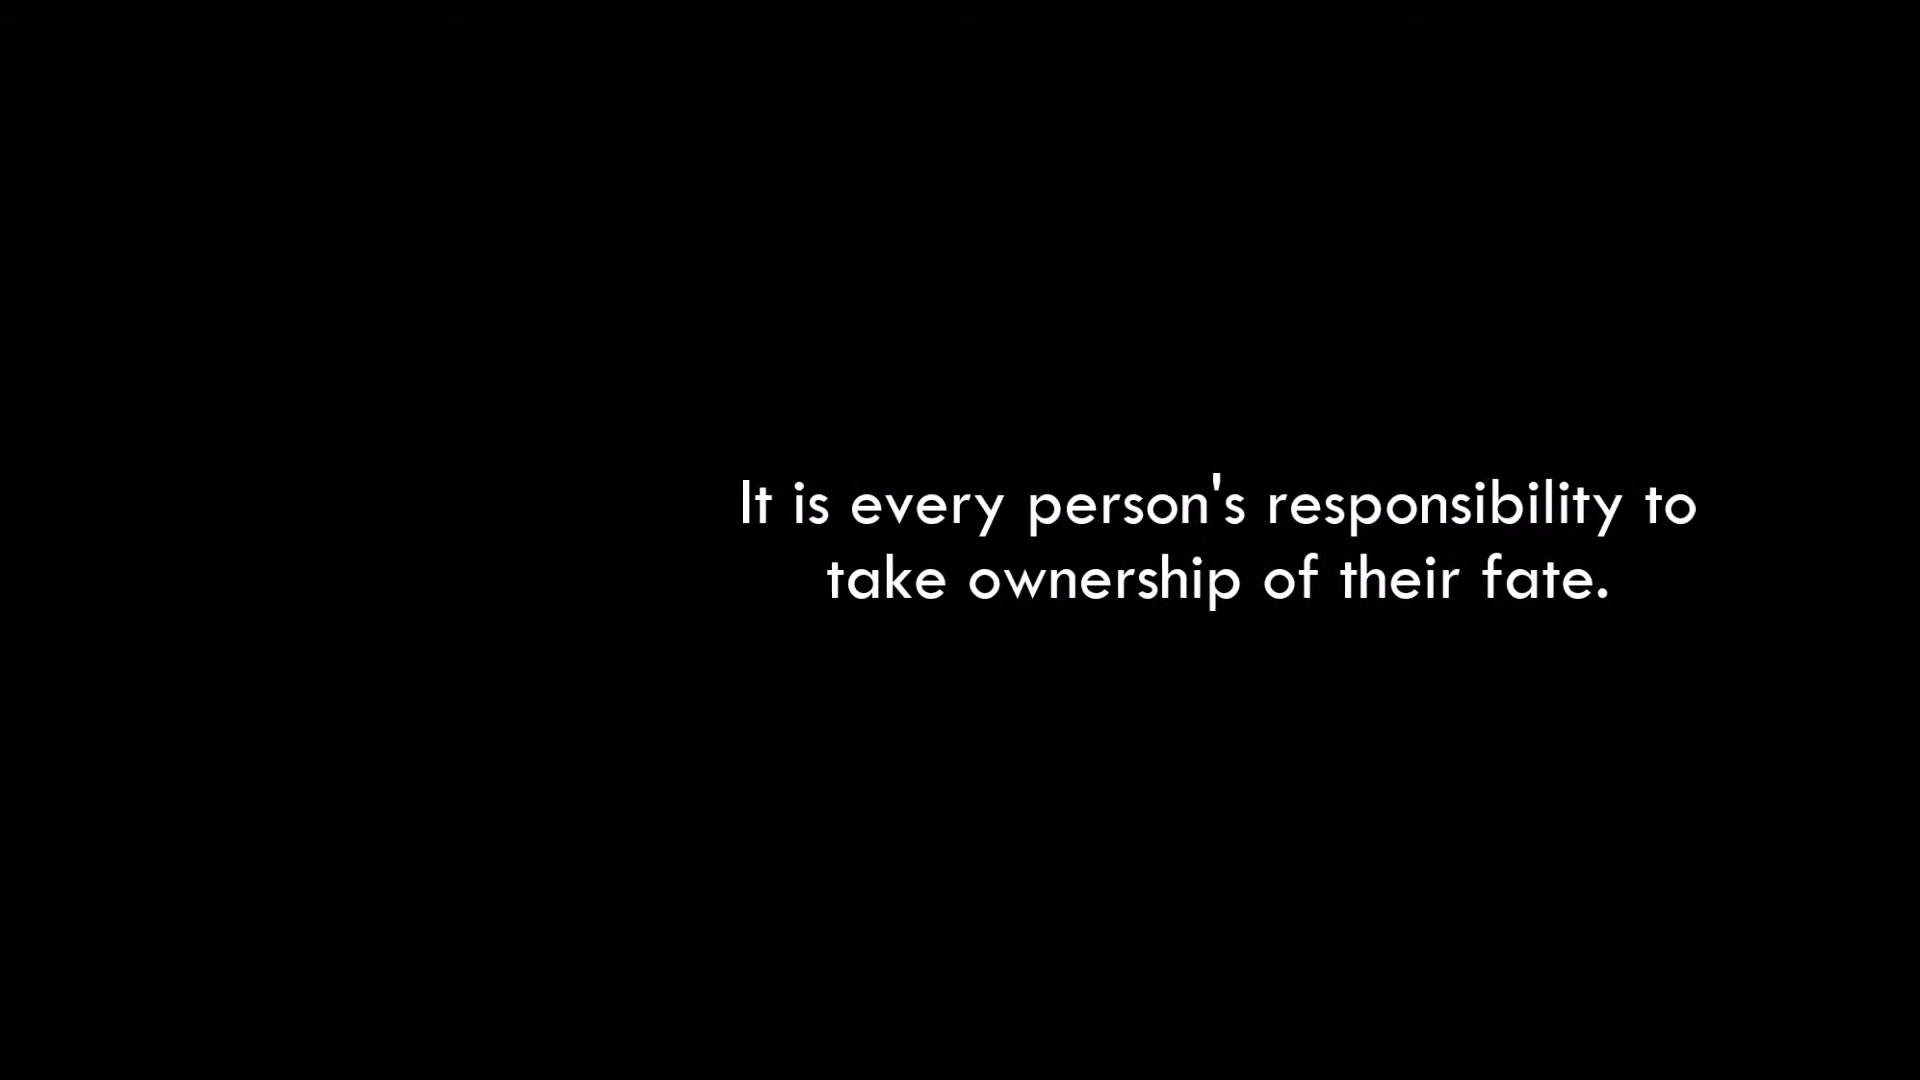 It is every person's responsibility to
take ownership of their fate.